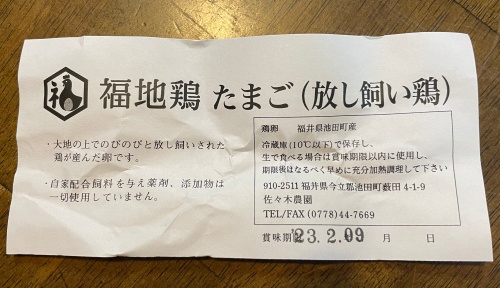 福
福地鶏 たまご(放し飼い鶏)
・大地の上でのびのびと放し飼いされた
鶏が産んだ卵です。
・自家配合飼料を与え薬剤、添加物は
一切使用していません。
鶏卵 福井県池田町産
冷蔵庫(10℃以下)で保存し、
生で食べる場合は賞味期限以内に使用し、
期限後はなるべく早めに充分加熱調理して下さい
910-2511 福井県今立郡池田町薮田 4-1-9
佐々木農園
TEL/FAX (0778)44-7669
賞味期限 '23.2.09 月 日